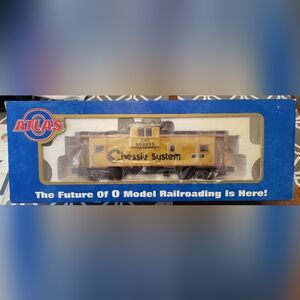 ATLAS
O
C&O
Chessie System
The Future Of O Model Railroading Is Here!